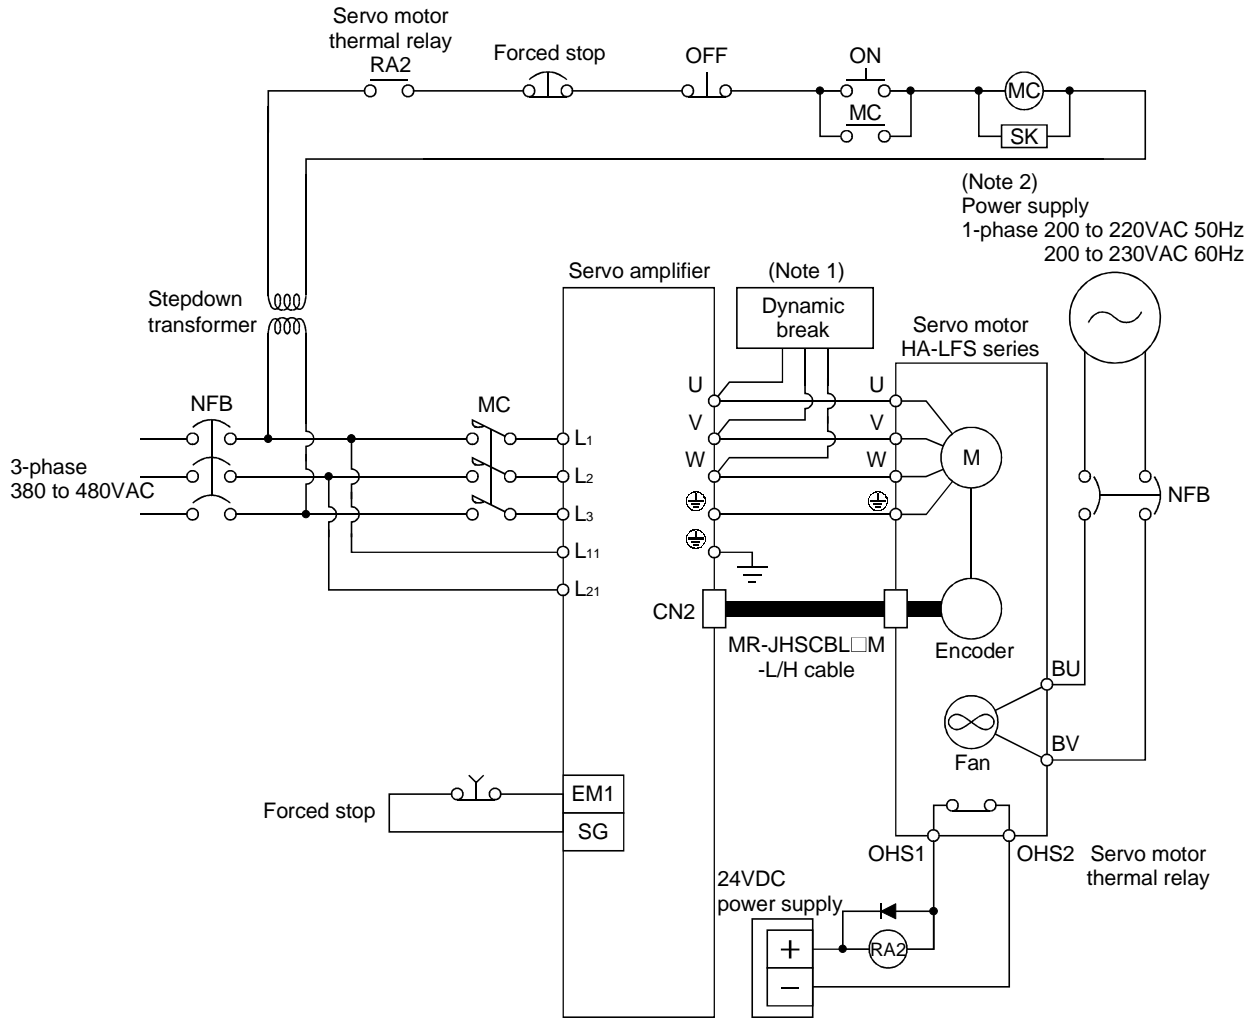 Servo motor
thermal relay
RA2
Forced stop
OFF
ON
MC
MC
SK
(Note 2)
Power supply
1-phase 200 to 220VAC 50Hz
200 to 230VAC 60Hz
Stepdown
transformer
Servo amplifier
(Note 1)
Dynamic
break
Servo motor
HA-LFS series
NFB
MC
3-phase
380 to 480VAC
L1
L2
L3
L11
L21
U
V
W
U
V
W
M
NFB
CN2
MR-JHSCBL□M
-L/H cable
Encoder
BU
BV
Fan
Forced stop
EM1
SG
OHS1
OHS2
Servo motor
thermal relay
24VDC
power supply
+
RA2
−